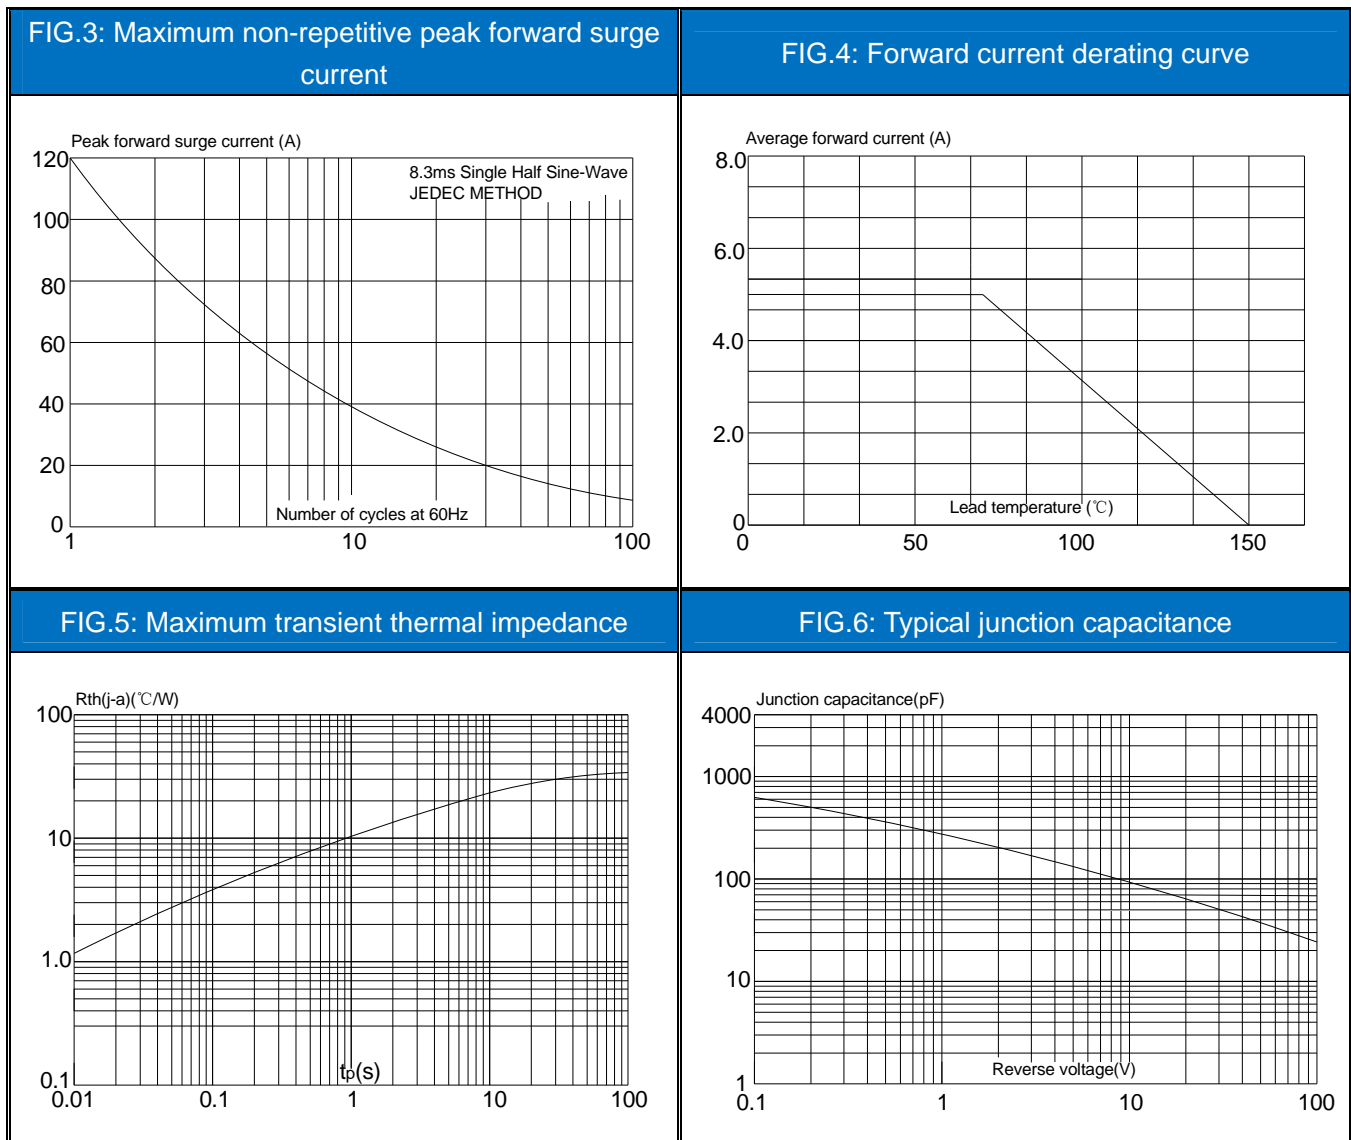 FIG.3: Maximum non-repetitive peak forward surge
current
FIG.4: Forward current derating curve
Peak forward surge current (A)
120
100
80
60
40
20
0
8.3ms Single Half Sine-Wave
JEDEC METHOD
Number of cycles at 60Hz
1
10
100
Average forward current (A)
8.0
6.0
4.0
2.0
0
Lead temperature (℃)
0
50
100
150
FIG.5: Maximum transient thermal impedance
FIG.6: Typical junction capacitance
Rth(j-a)(℃/W)
100
10
1.0
0.1
tp(s)
0.01
0.1
1
10
100
Junction capacitance(pF)
4000
1000
100
10
1
Reverse voltage(V)
0.1
1
10
100